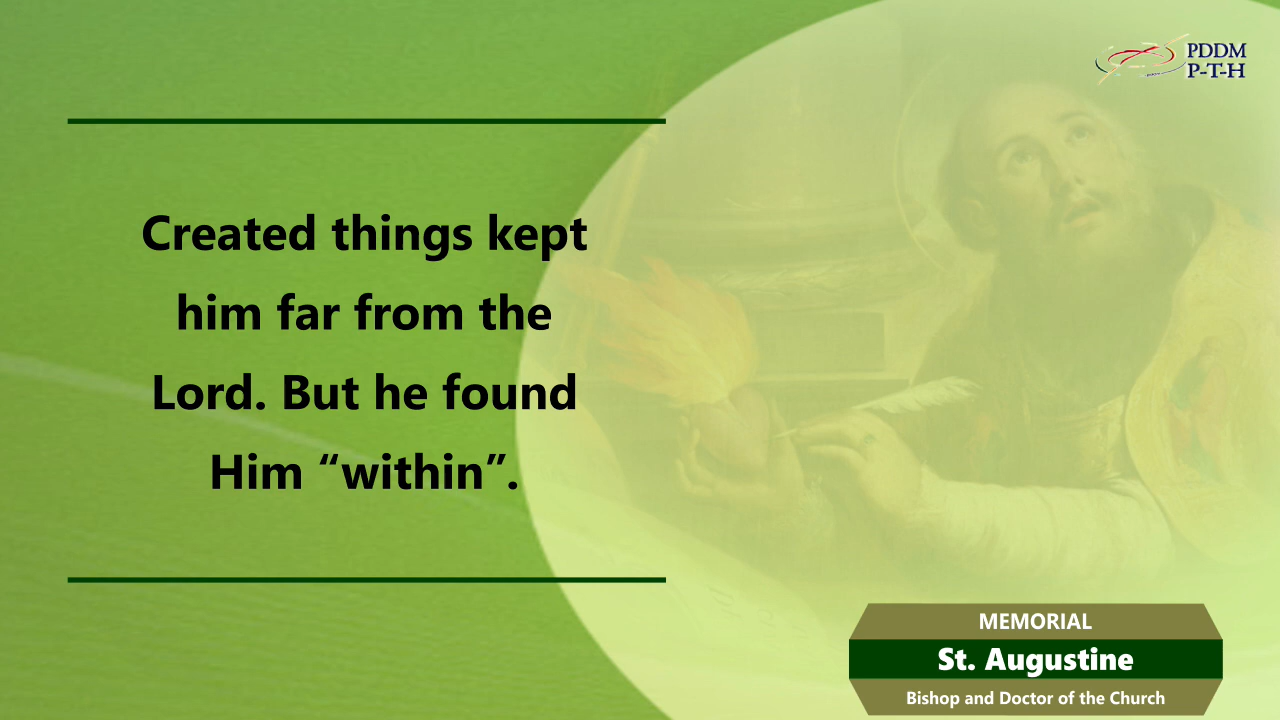 PDDM
P-T-H
Created things kept
him far from the
Lord. But he found
Him “within”.
MEMORIAL
St. Augustine
Bishop and Doctor of the Church